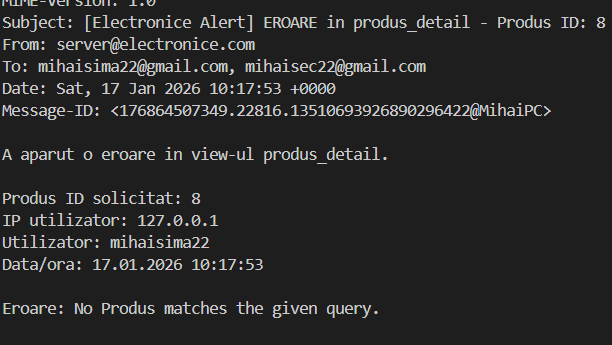 MIME-Version: 1.0
Subject: [Electronice Alert] EROARE in produs_detail - Produs ID: 8
From: server@electronice.com
To: mihaisima22@gmail.com, mihaisec22@gmail.com
Date: Sat, 17 Jan 2026 10:17:53 +0000
Message-ID: <176864507349.22816.13510693926890296422@MihaiPC>
A aparut o eroare in view-ul produs_detail.
Produs ID solicitat: 8
IP utilizator: 127.0.0.1
Utilizator: mihaisima22
Data/ora: 17.01.2026 10:17:53
Eroare: No Produs matches the given query.